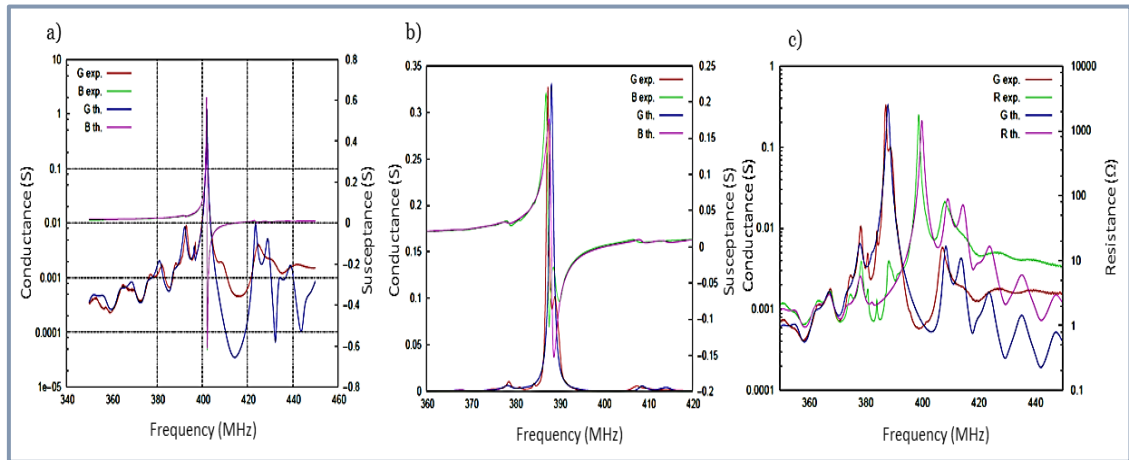 a)
10
1
0.1
0.01
0.001
0.0001
1e-05
Conductance (S)
G exp.
B exp.
G th.
B th.
0.8
0.6
0.4
0.2
0
-0.2
-0.4
-0.6
-0.8
Susceptance (S)
340 360 380 400 420 440 460
Frequency (MHz)
b)
0.35
0.3
0.25
0.2
0.15
0.1
0.05
0
Conductance (S)
G exp.
B exp.
G th.
B th.
0.25
0.2
0.15
0.1
0.05
0
-0.05
-0.1
-0.15
-0.2
Susceptance (S)
360 370 380 390 400 410 420
Frequency (MHz)
c)
1
0.1
0.01
0.001
0.0001
Conductance (S)
G exp.
R exp.
G th.
R th.
10000
1000
100
10
1
0.1
Resistance (Ω)
360 380 400 420 440
Frequency (MHz)